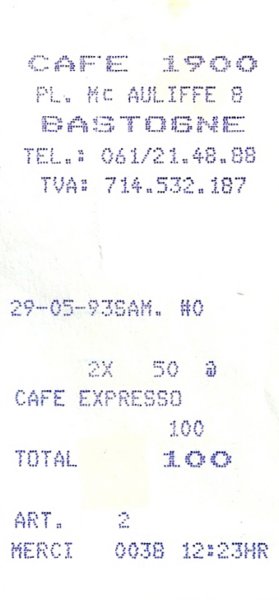 CAFE 1900
PL. Mc AULIFFE 8
BASTOGNE
TEL.: 061/21.48.88
TVA: 714.532.187
29-05-93SAM. #0
2X 50 @
CAFE EXPRESSO
100
TOTAL 100
ART. 2
MERCI 0038 12:23HR